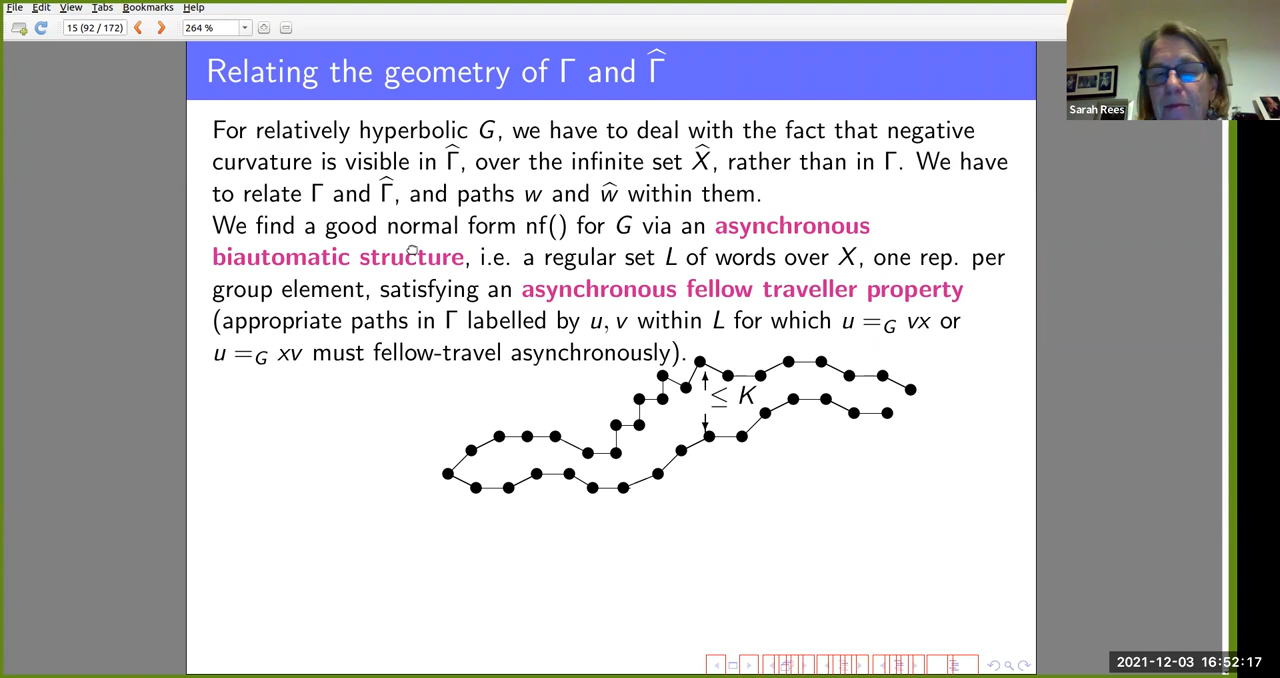 File Edit View Tabs Bookmarks Help
15 (92 / 172) 264 %
Relating the geometry of Γ and Γ̂
Sarah Rees
For relatively hyperbolic G, we have to deal with the fact that negative
curvature is visible in Γ̂, over the infinite set X̂, rather than in Γ. We have
to relate Γ and Γ̂, and paths w and ŵ within them.
We find a good normal form nf() for G via an asynchronous
biautomatic structure, i.e. a regular set L of words over X, one rep. per
group element, satisfying an asynchronous fellow traveller property
(appropriate paths in Γ labelled by u, v within L for which u =_G vx or
u =_G xv must fellow-travel asynchronously).
≤ K
2021-12-03 16:52:17